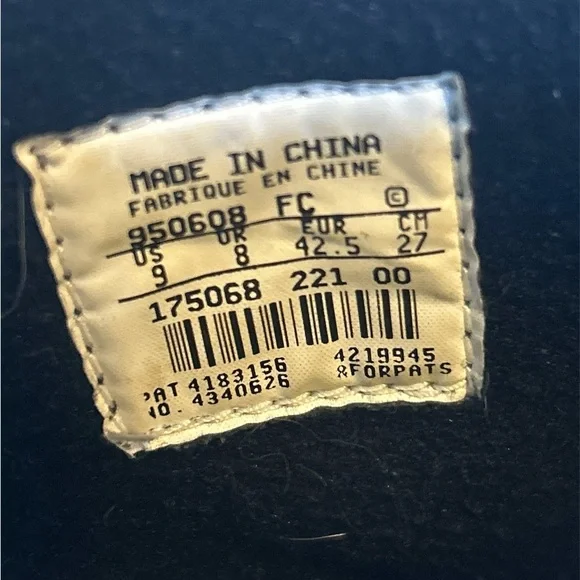 MADE IN CHINA
FABRIQUE EN CHINE
950608 FC ©
US UK EUR CM
9 8 42.5 27
175068 221 00
PAT 4183156 4219945
NO. 4340626 &FORPATS